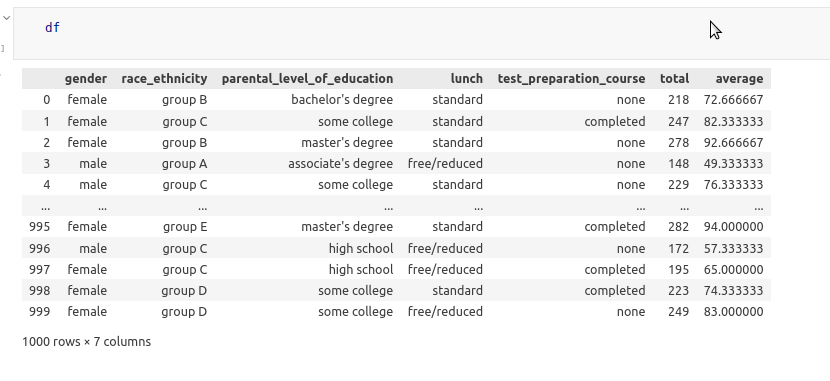 df
gender race_ethnicity parental_level_of_education lunch test_preparation_course total average
0 female group B bachelor's degree standard none 218 72.666667
1 female group C some college standard completed 247 82.333333
2 female group B master's degree standard none 278 92.666667
3 male group A associate's degree free/reduced none 148 49.333333
4 male group C some college standard none 229 76.333333
... ... ... ... ... ... ... ...
995 female group E master's degree standard completed 282 94.000000
996 male group C high school free/reduced none 172 57.333333
997 female group C high school free/reduced completed 195 65.000000
998 female group D some college standard completed 223 74.333333
999 female group D some college free/reduced none 249 83.000000
1000 rows × 7 columns